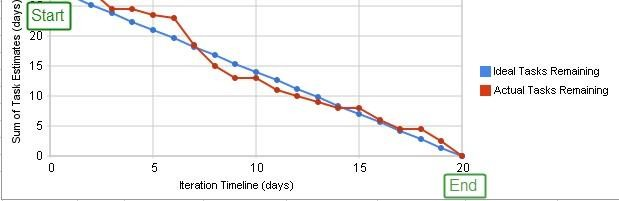 Start
Sum of Task Estimates (days)
20
15
10
5
0
0 5 10 15 20
Iteration Timeline (days)
End
Ideal Tasks Remaining
Actual Tasks Remaining